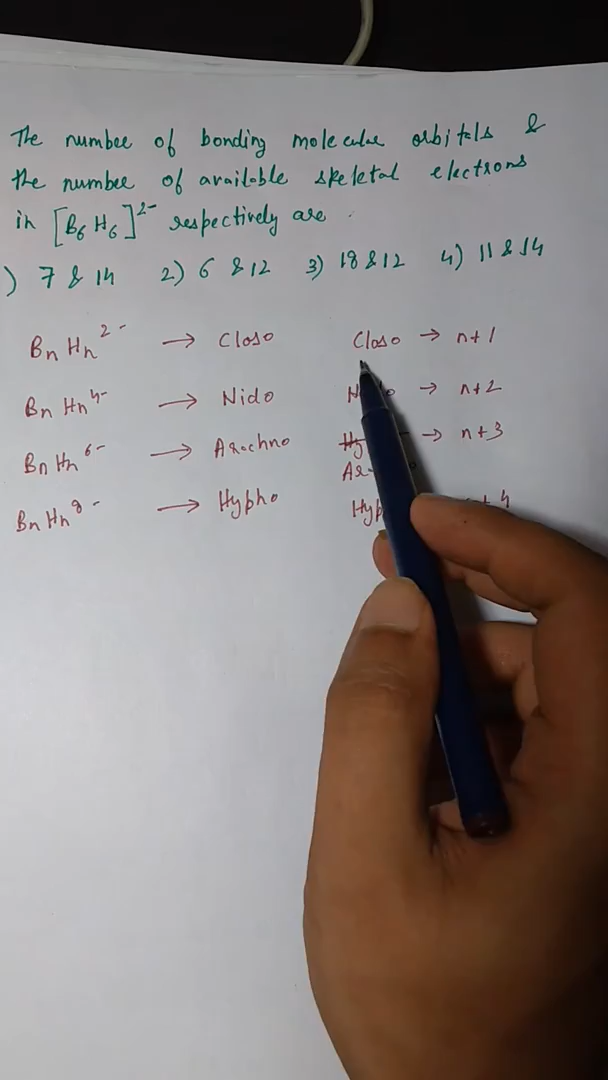 The number of bonding molecular orbitals &
the number of available skeletal electrons
in [B₆H₆]²⁻ respectively are
) 7 & 14 2) 6 & 12 3) 18 & 12 4) 11 & 14
BnHn²⁻ → Closo Closo → n+1
BnHn⁴⁻ → Nido → n+2
BnHn⁶⁻ → Arachno → n+3
BnHn⁸⁻ → Hypho